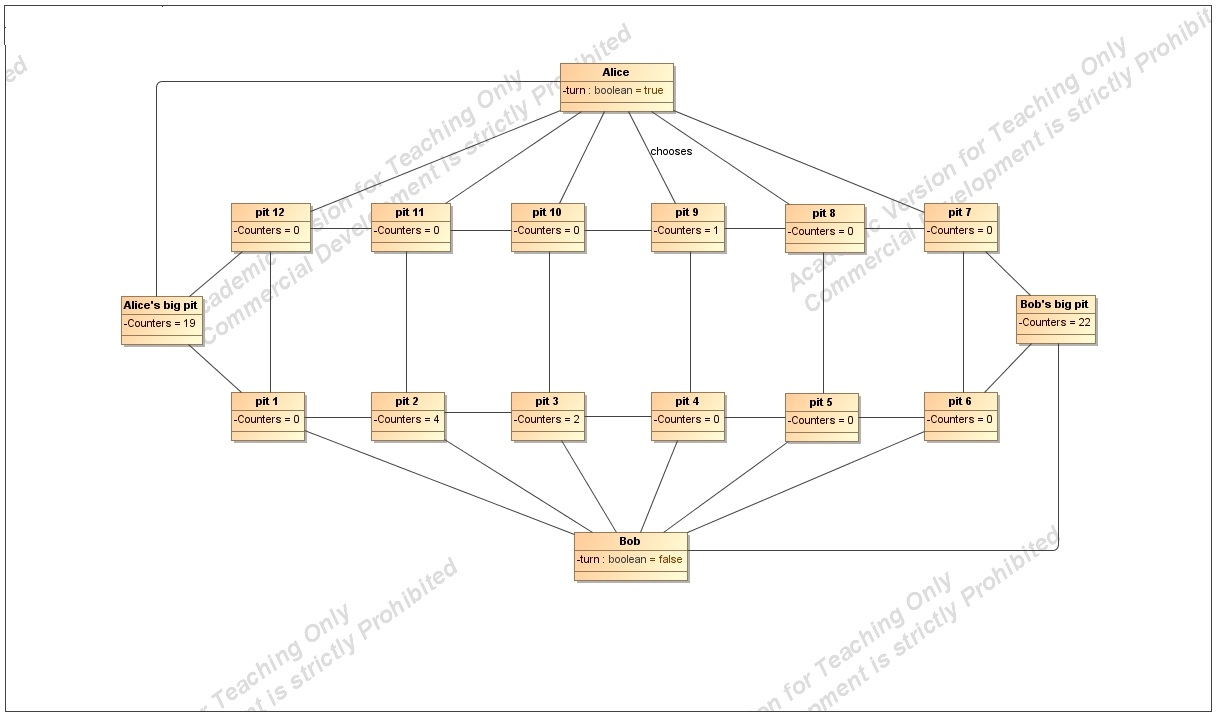 Alice
-turn : boolean = true
chooses
pit 12
-Counters = 0
pit 11
-Counters = 0
pit 10
-Counters = 0
pit 9
-Counters = 1
pit 8
-Counters = 0
pit 7
-Counters = 0
Alice's big pit
-Counters = 19
Bob's big pit
-Counters = 22
pit 1
-Counters = 0
pit 2
-Counters = 4
pit 3
-Counters = 2
pit 4
-Counters = 0
pit 5
-Counters = 0
pit 6
-Counters = 0
Bob
-turn : boolean = false
Academic Version for Teaching Only
Commercial Development is strictly Prohibited
Teaching Only
is strictly Prohibited
for Teaching Only
is strictly Prohibited